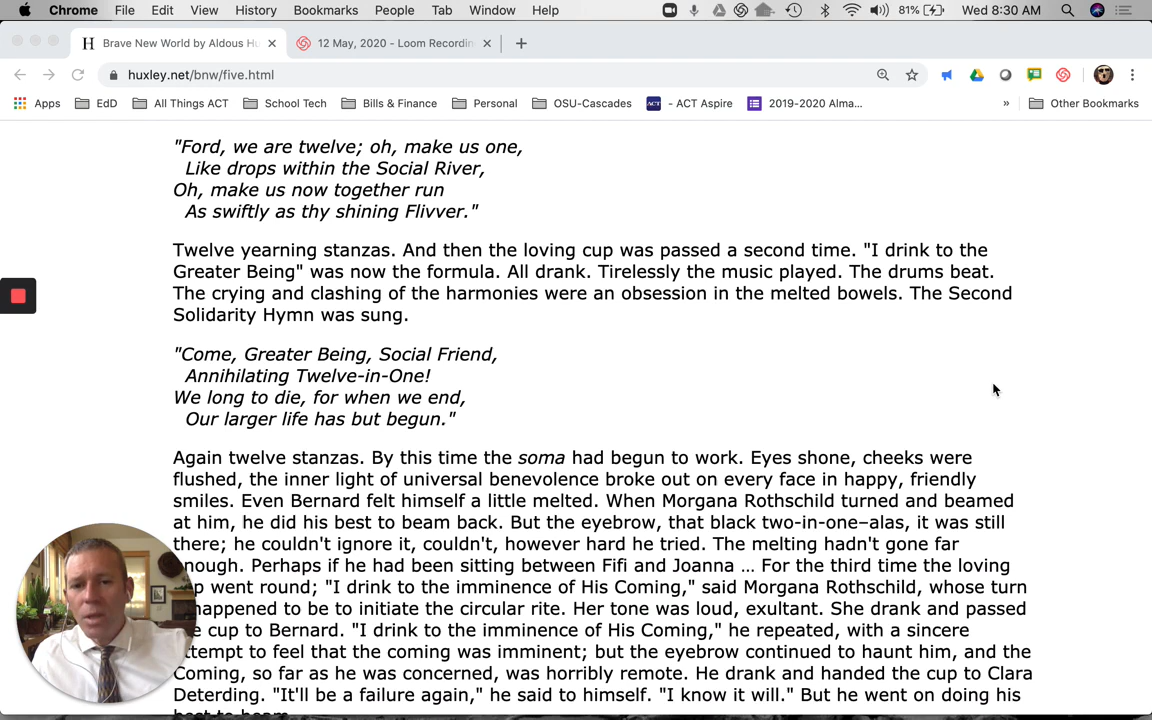 Chrome File Edit View History Bookmarks People Tab Window Help 81% Wed 8:30 AM
H Brave New World by Aldous Hu 12 May, 2020 - Loom Recordin
huxley.net/bnw/five.html
Apps EdD All Things ACT School Tech Bills & Finance Personal OSU-Cascades ACT - ACT Aspire 2019-2020 Alma... » Other Bookmarks
"Ford, we are twelve; oh, make us one,
Like drops within the Social River,
Oh, make us now together run
As swiftly as thy shining Flivver."
Twelve yearning stanzas. And then the loving cup was passed a second time. "I drink to the
Greater Being" was now the formula. All drank. Tirelessly the music played. The drums beat.
The crying and clashing of the harmonies were an obsession in the melted bowels. The Second
Solidarity Hymn was sung.
"Come, Greater Being, Social Friend,
Annihilating Twelve-in-One!
We long to die, for when we end,
Our larger life has but begun."
Again twelve stanzas. By this time the soma had begun to work. Eyes shone, cheeks were
flushed, the inner light of universal benevolence broke out on every face in happy, friendly
smiles. Even Bernard felt himself a little melted. When Morgana Rothschild turned and beamed
at him, he did his best to beam back. But the eyebrow, that black two-in-one–alas, it was still
there; he couldn't ignore it, couldn't, however hard he tried. The melting hadn't gone far
nough. Perhaps if he had been sitting between Fifi and Joanna ... For the third time the loving
p went round; "I drink to the imminence of His Coming," said Morgana Rothschild, whose turn
happened to be to initiate the circular rite. Her tone was loud, exultant. She drank and passed
e cup to Bernard. "I drink to the imminence of His Coming," he repeated, with a sincere
ttempt to feel that the coming was imminent; but the eyebrow continued to haunt him, and the
Coming, so far as he was concerned, was horribly remote. He drank and handed the cup to Clara
Deterding. "It'll be a failure again," he said to himself. "I know it will." But he went on doing his
best to beam.